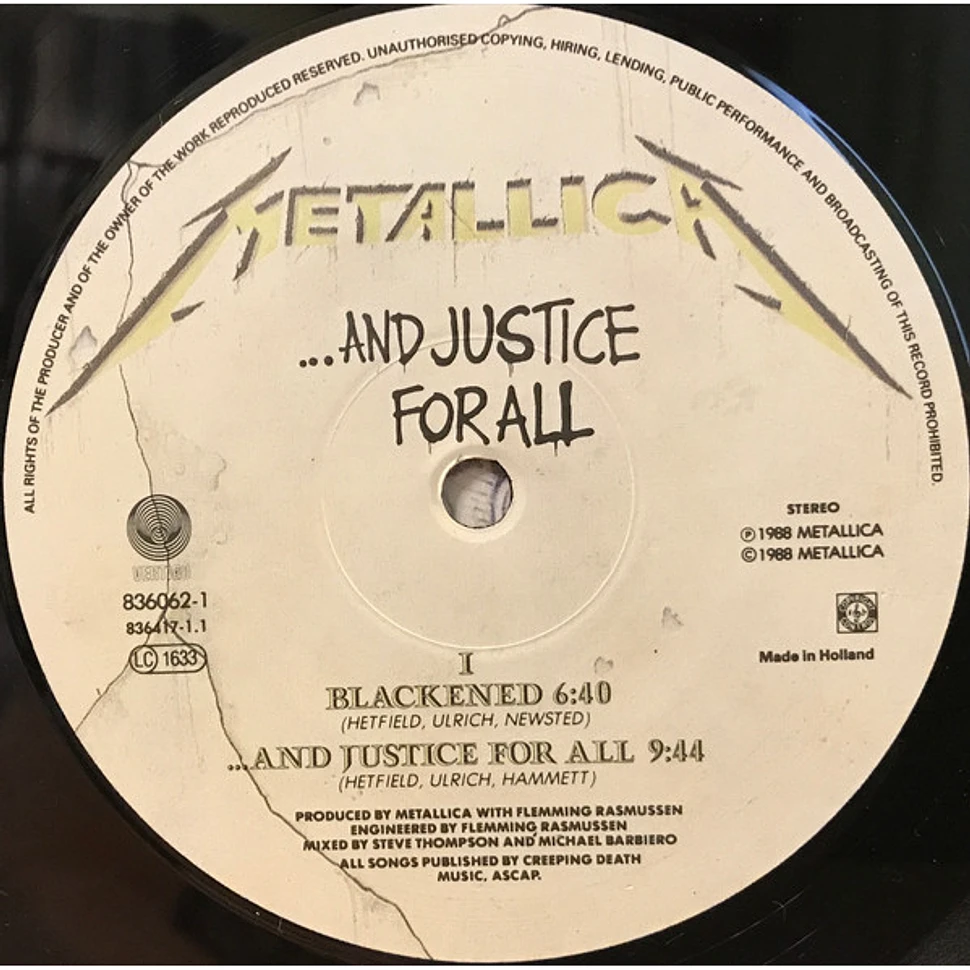 ALL RIGHTS OF THE PRODUCER AND OF THE OWNER OF THE WORK REPRODUCED RESERVED. UNAUTHORISED COPYING, HIRING, LENDING, PUBLIC PERFORMANCE AND BROADCASTING OF THIS RECORD PROHIBITED.
METALLICA
...AND JUSTICE
FOR ALL
STEREO
℗ 1988 METALLICA
© 1988 METALLICA
Made in Holland
VERTIGO
836062-1
836417-1.1
LC 1633
I
BLACKENED 6:40
(HETFIELD, ULRICH, NEWSTED)
...AND JUSTICE FOR ALL 9:44
(HETFIELD, ULRICH, HAMMETT)
PRODUCED BY METALLICA WITH FLEMMING RASMUSSEN
ENGINEERED BY FLEMMING RASMUSSEN
MIXED BY STEVE THOMPSON AND MICHAEL BARBIERO
ALL SONGS PUBLISHED BY CREEPING DEATH
MUSIC, ASCAP.